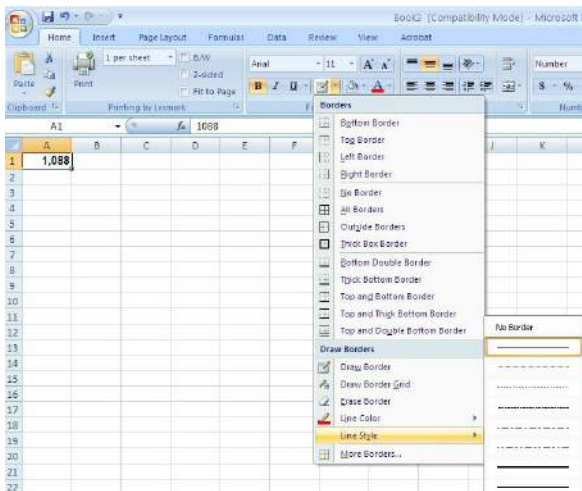 Book2 [Compatibility Mode] - Microsoft
Home Insert Page Layout Formulas Data Review View Acrobat
Paste
Print
1 per sheet
B/W
2-sided
Fit to Page
Arial 11 A A
B I U A
Number
$ - %
Clipboard Printing by Lexmark
A1 fx 1088
A B C D E F J K
1 1,088
2
3
4
5
6
7
8
9
10
11
12
13
14
15
16
17
18
19
20
21
22
Borders
Bottom Border
Top Border
Left Border
Right Border
No Border
All Borders
Outside Borders
Thick Box Border
Bottom Double Border
Thick Bottom Border
Top and Bottom Border
Top and Thick Bottom Border
Top and Double Bottom Border
Draw Borders
Draw Border
Draw Border Grid
Erase Border
Line Color
Line Style
More Borders...
No Border